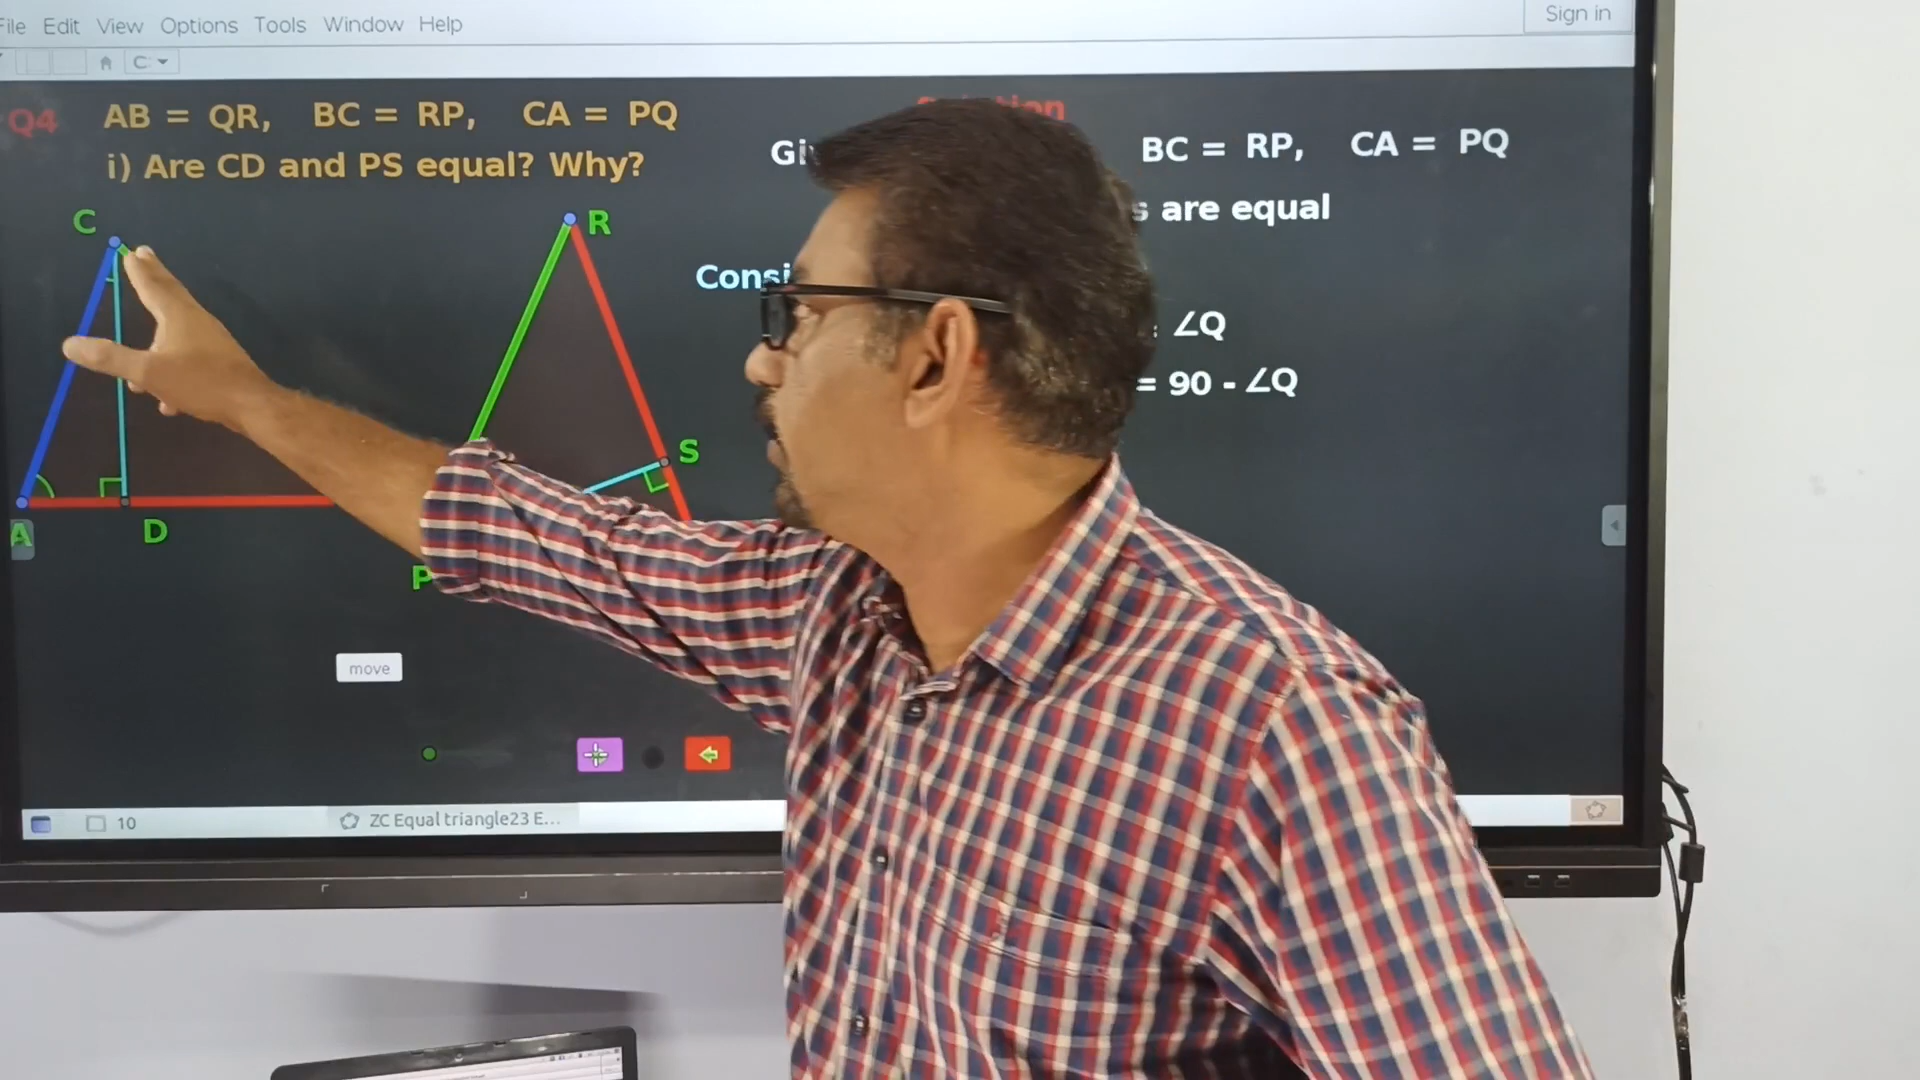 File Edit View Options Tools Window Help
Sign in
C:
Q4 AB = QR, BC = RP, CA = PQ
i) Are CD and PS equal? Why?
C
R
S
A
D
P
move
BC = RP, CA = PQ
s are equal
∠Q
= 90 - ∠Q
10
ZC Equal triangle23 E...